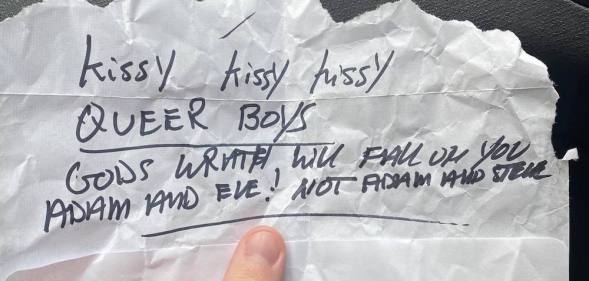 kissy kissy kissy
QUEER BOYS
GODS WRATH WILL FALL ON YOU
ADAM AND EVE! NOT ADAM AND STEVE